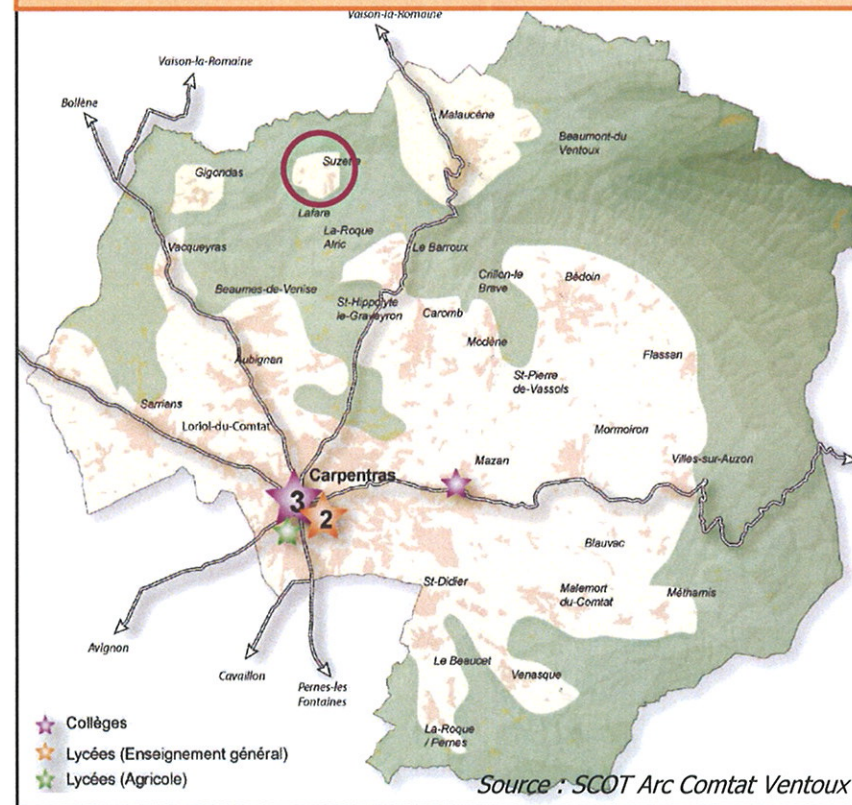 Vaison-la-Romaine
Vaison-la-Romaine
Bollène
Malaucène
Beaumont-du
Ventoux
Suzette
Gigondas
Lafare
La-Roque
Alric
Vacqueyras
Le Barroux
Crillon-le
Brave
Bédoin
Beaumes-de-Venise
St-Hippolyte
le-Graveyron
Caromb
Modène
Flassan
Aubignan
St-Pierre
de-Vassols
Sarrians
Loriol-du-Comtat
Mormoiron
Mazan
Villes-sur-Auzon
Carpentras
3
2
Blauvac
St-Didier
Malemort
du-Comtat
Méthamis
Avignon
Le Beaucet
Venasque
Cavaillon
Pernes-les
Fontaines
La-Roque
/ Pernes
Collèges
Lycées (Enseignement général)
Lycées (Agricole)
Source : SCOT Arc Comtat Ventoux